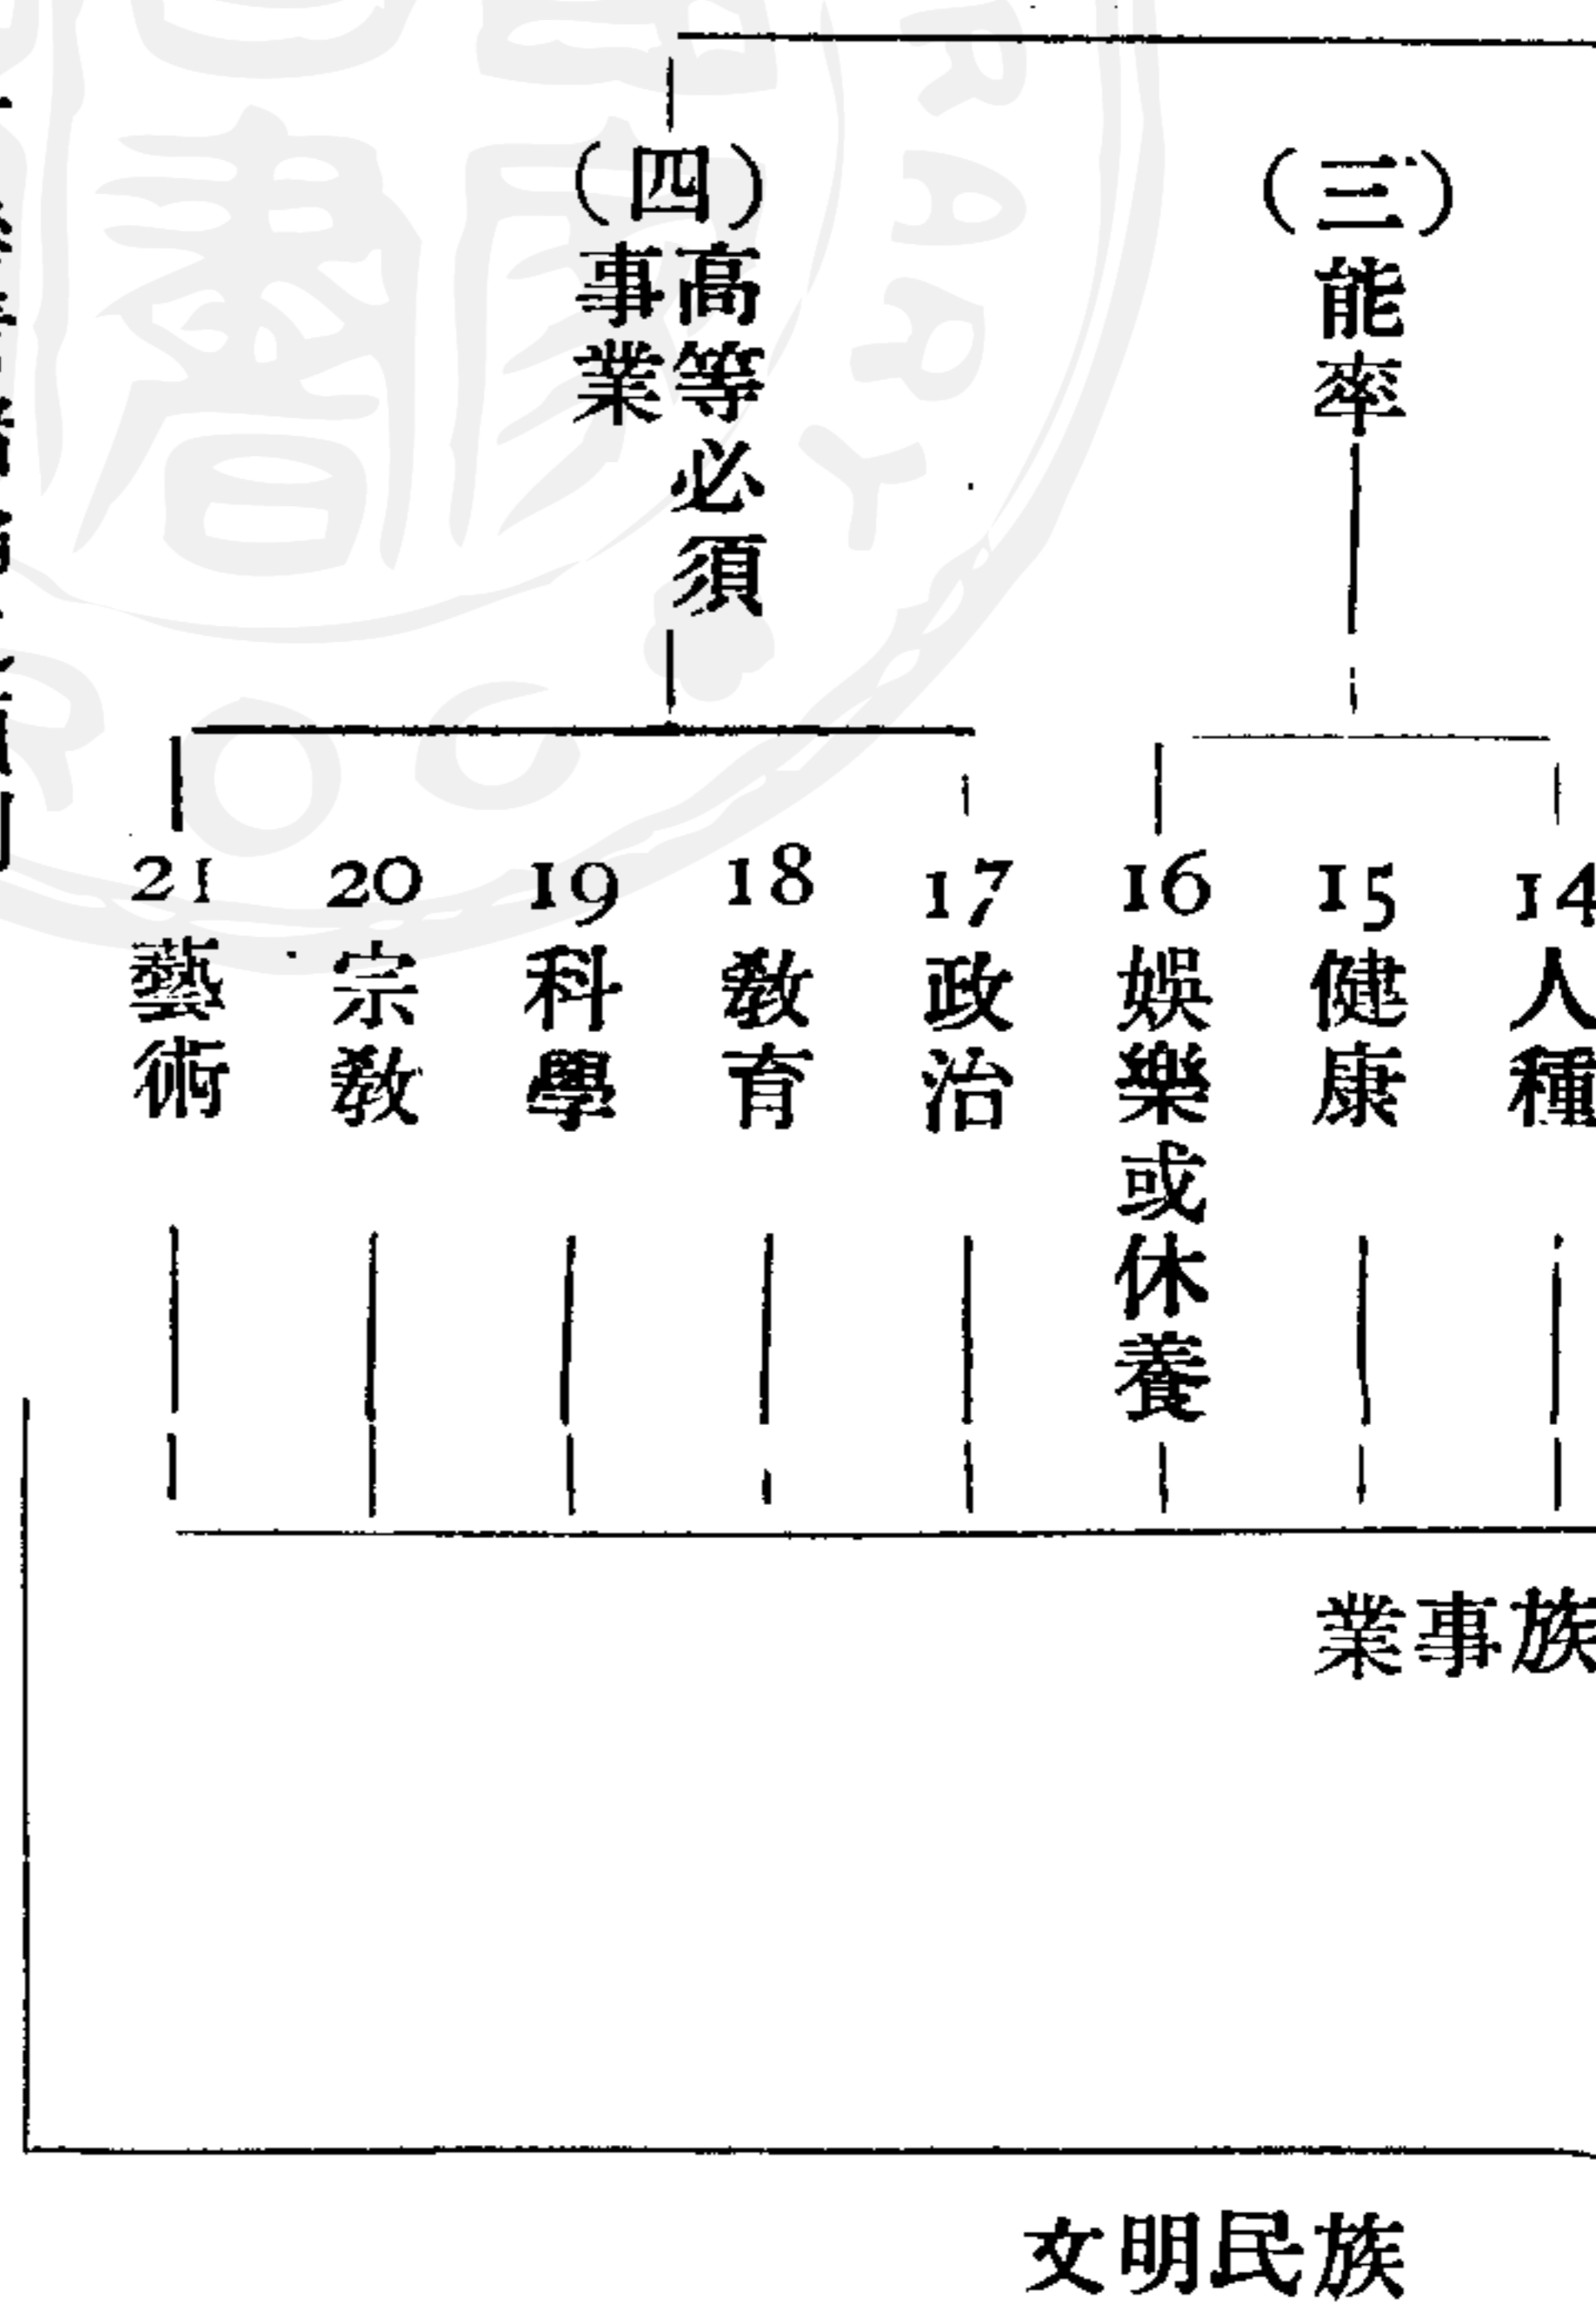 （三）能率
14 人種
15 健康
16 娛樂或休養
（四）高等必須
事業
17 政治
18 教育
19 科學
20 宗教
21 藝術
業事族
文明民族